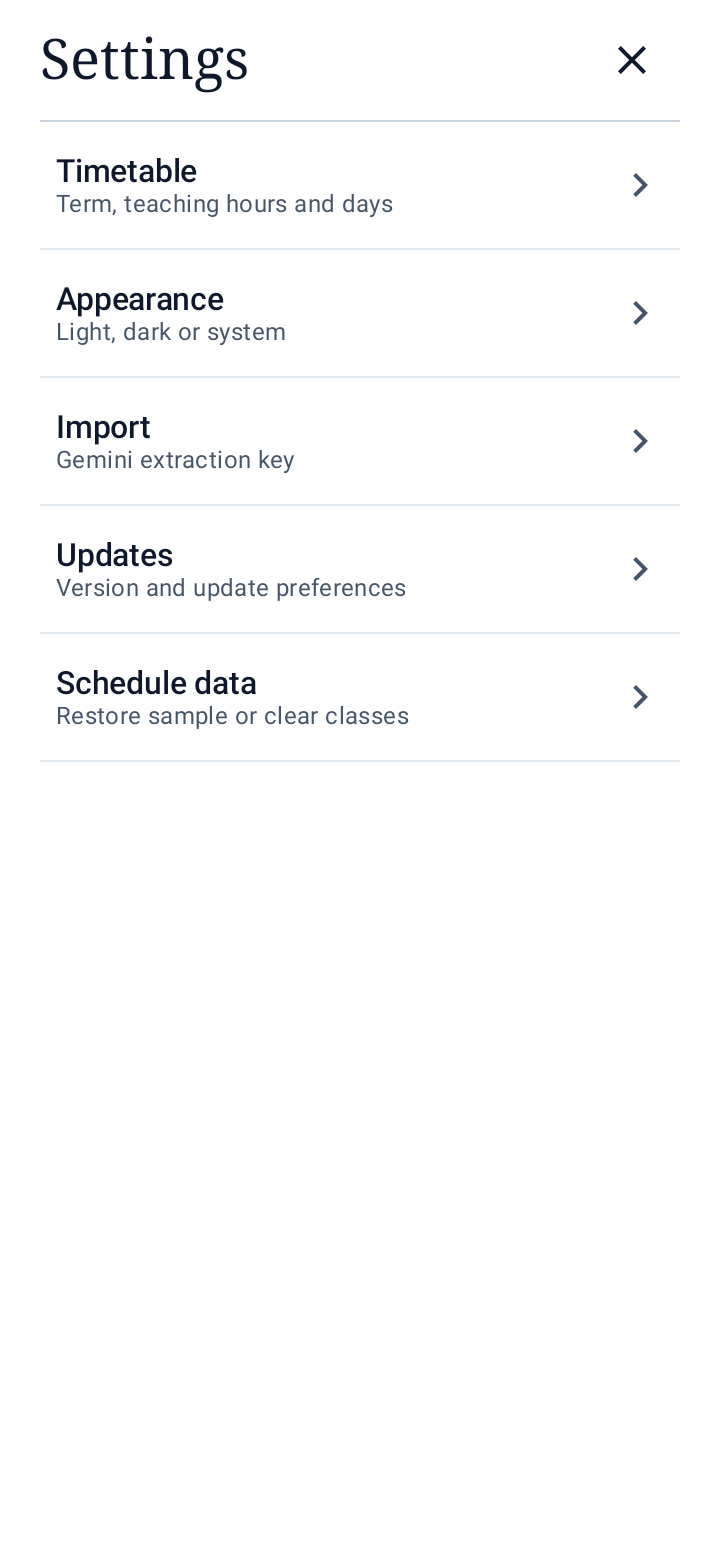 Settings
Timetable
Term, teaching hours and days
Appearance
Light, dark or system
Import
Gemini extraction key
Updates
Version and update preferences
Schedule data
Restore sample or clear classes